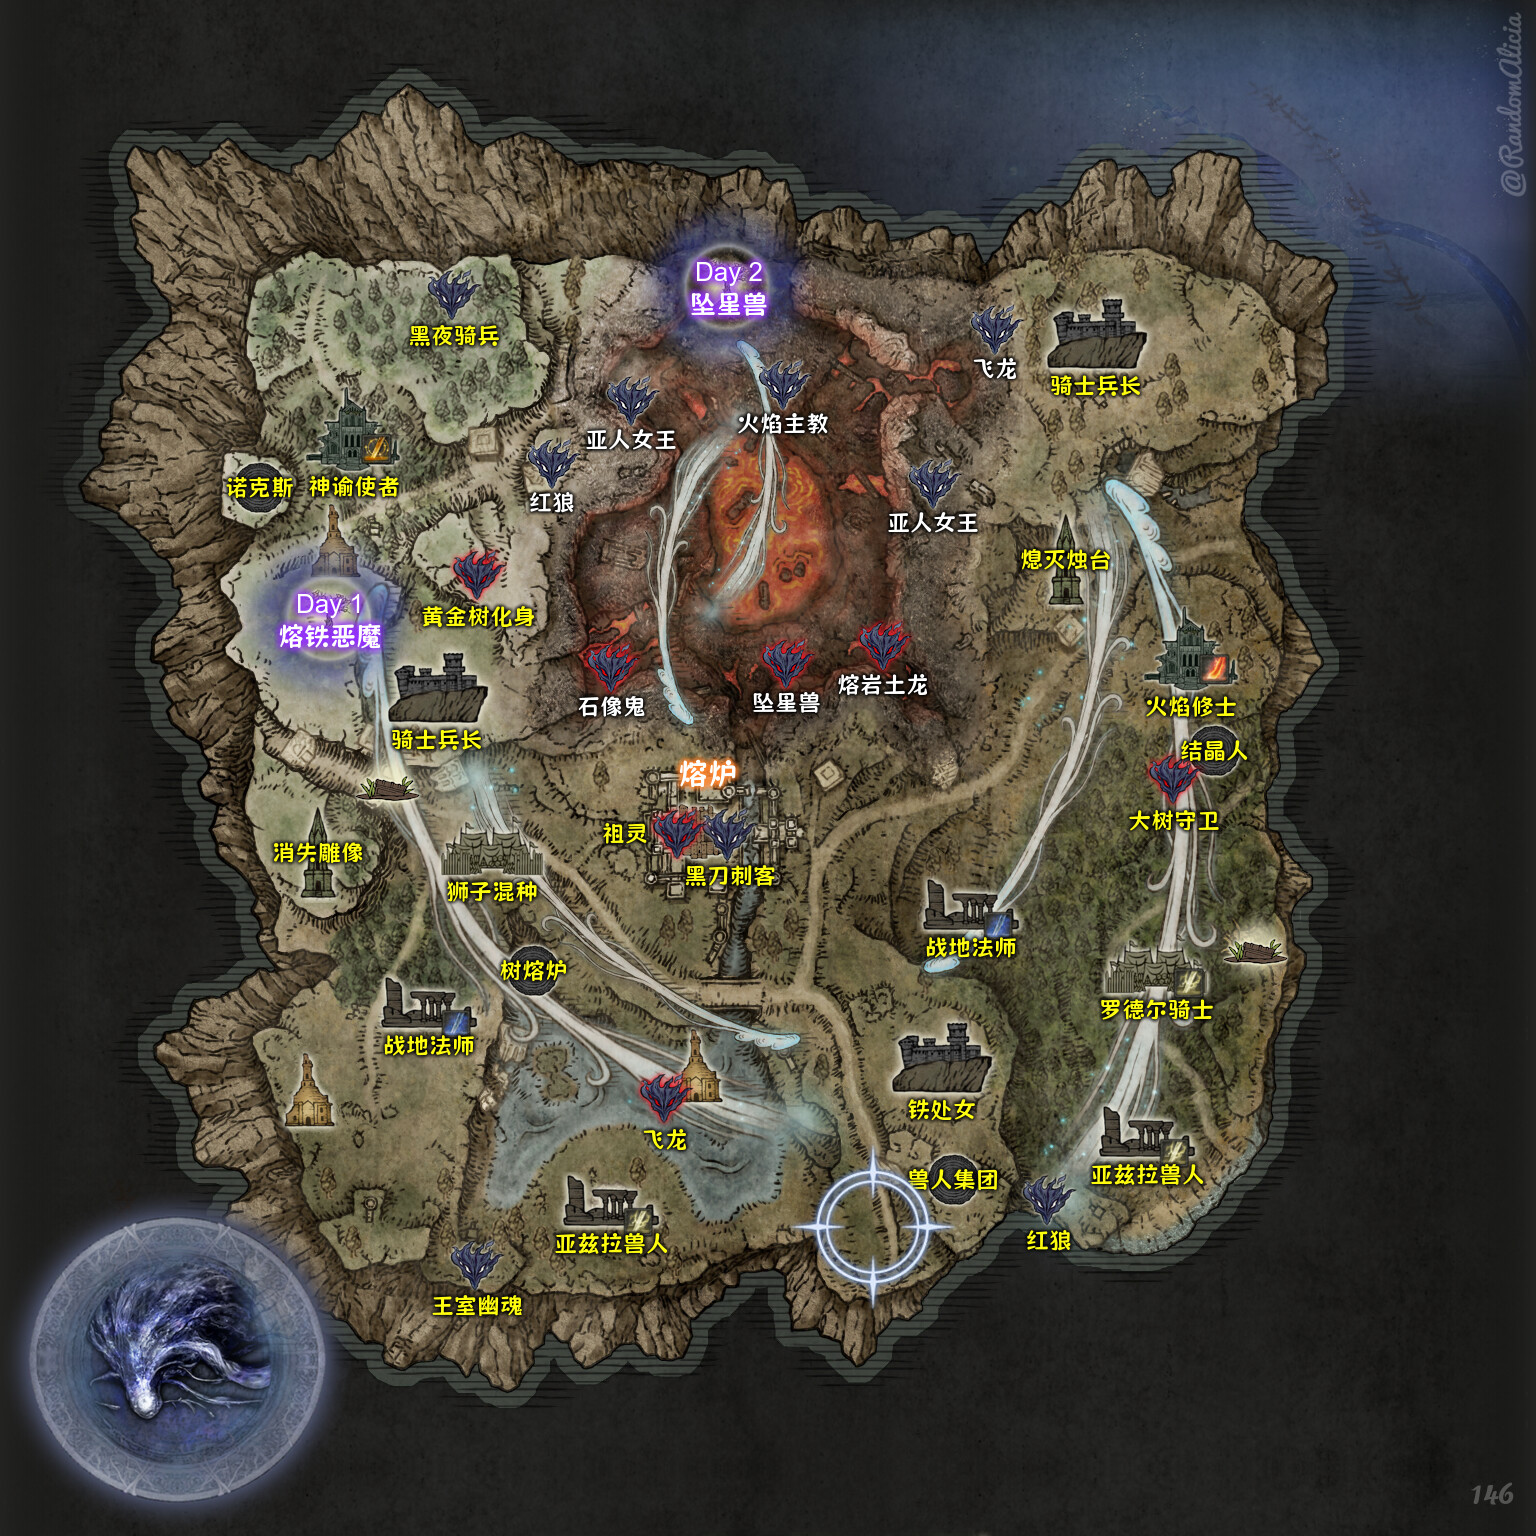 @RandomAlicia
Day 2
坠星兽
黑夜骑兵
飞龙
骑士兵长
亚人女王
火焰主教
诺克斯
神谕使者
红狼
亚人女王
熄灭烛台
Day 1
熔铁恶魔
黄金树化身
石像鬼
坠星兽
熔岩土龙
火焰修士
骑士兵长
结晶人
熔炉
大树守卫
祖灵
黑刀刺客
消失雕像
狮子混种
战地法师
树熔炉
罗德尔骑士
战地法师
铁处女
飞龙
亚兹拉兽人
兽人集团
亚兹拉兽人
红狼
王室幽魂
146